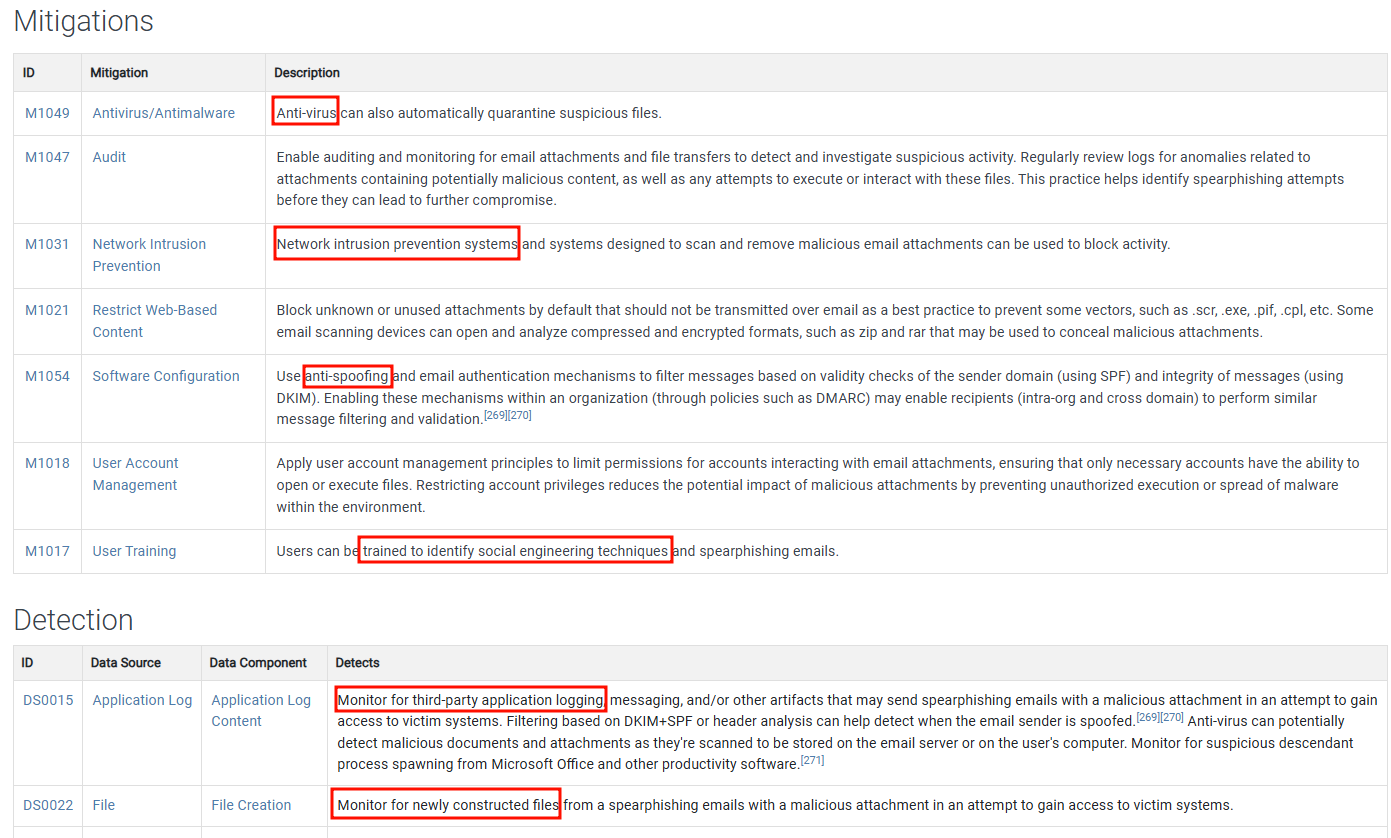 Mitigations
ID Mitigation Description
M1049 Antivirus/Antimalware Anti-virus can also automatically quarantine suspicious files.
M1047 Audit Enable auditing and monitoring for email attachments and file transfers to detect and investigate suspicious activity. Regularly review logs for anomalies related to
attachments containing potentially malicious content, as well as any attempts to execute or interact with these files. This practice helps identify spearphishing attempts
before they can lead to further compromise.
M1031 Network Intrusion Network intrusion prevention systems and systems designed to scan and remove malicious email attachments can be used to block activity.
Prevention
M1021 Restrict Web-Based Block unknown or unused attachments by default that should not be transmitted over email as a best practice to prevent some vectors, such as .scr, .exe, .pif, .cpl, etc. Some
Content email scanning devices can open and analyze compressed and encrypted formats, such as zip and rar that may be used to conceal malicious attachments.
M1054 Software Configuration Use anti-spoofing and email authentication mechanisms to filter messages based on validity checks of the sender domain (using SPF) and integrity of messages (using
DKIM). Enabling these mechanisms within an organization (through policies such as DMARC) may enable recipients (intra-org and cross domain) to perform similar
message filtering and validation.[269][270]
M1018 User Account Apply user account management principles to limit permissions for accounts interacting with email attachments, ensuring that only necessary accounts have the ability to
Management open or execute files. Restricting account privileges reduces the potential impact of malicious attachments by preventing unauthorized execution or spread of malware
within the environment.
M1017 User Training Users can be trained to identify social engineering techniques and spearphishing emails.
Detection
ID Data Source Data Component Detects
DS0015 Application Log Application Log Monitor for third-party application logging, messaging, and/or other artifacts that may send spearphishing emails with a malicious attachment in an attempt to gain
Content access to victim systems. Filtering based on DKIM+SPF or header analysis can help detect when the email sender is spoofed.[269][270] Anti-virus can potentially
detect malicious documents and attachments as they're scanned to be stored on the email server or on the user's computer. Monitor for suspicious descendant
process spawning from Microsoft Office and other productivity software.[271]
DS0022 File File Creation Monitor for newly constructed files from a spearphishing emails with a malicious attachment in an attempt to gain access to victim systems.